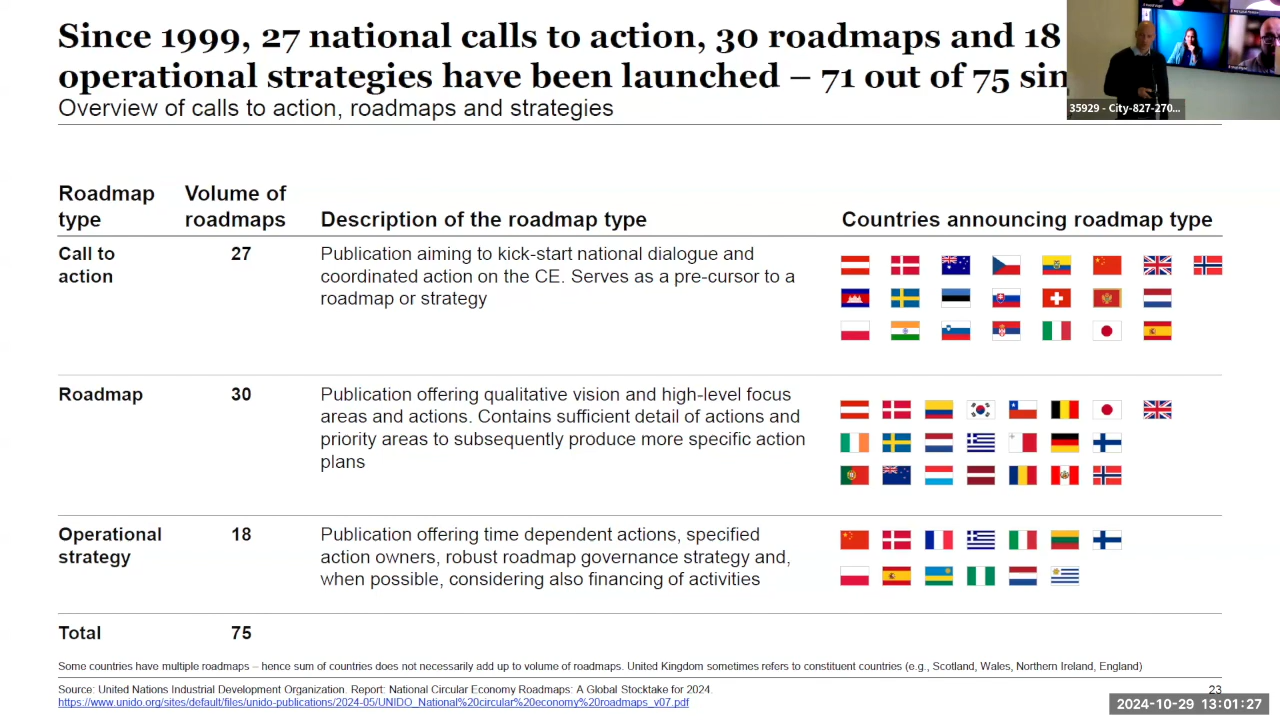 Since 1999, 27 national calls to action, 30 roadmaps and 18
operational strategies have been launched – 71 out of 75 sin
Overview of calls to action, roadmaps and strategies
35929 - City-827-270...
Roadmap type
Volume of roadmaps
Description of the roadmap type
Countries announcing roadmap type
Call to action
27
Publication aiming to kick-start national dialogue and
coordinated action on the CE. Serves as a pre-cursor to a
roadmap or strategy
Roadmap
30
Publication offering qualitative vision and high-level focus
areas and actions. Contains sufficient detail of actions and
priority areas to subsequently produce more specific action
plans
Operational strategy
18
Publication offering time dependent actions, specified
action owners, robust roadmap governance strategy and,
when possible, considering also financing of activities
Total
75
Some countries have multiple roadmaps – hence sum of countries does not necessarily add up to volume of roadmaps. United Kingdom sometimes refers to constituent countries (e.g., Scotland, Wales, Northern Ireland, England)
Source: United Nations Industrial Development Organization. Report: National Circular Economy Roadmaps: A Global Stocktake for 2024.
https://www.unido.org/sites/default/files/unido-publications/2024-05/UNIDO_National%20circular%20economy%20roadmaps_v07.pdf
23
2024-10-29 13:01:27